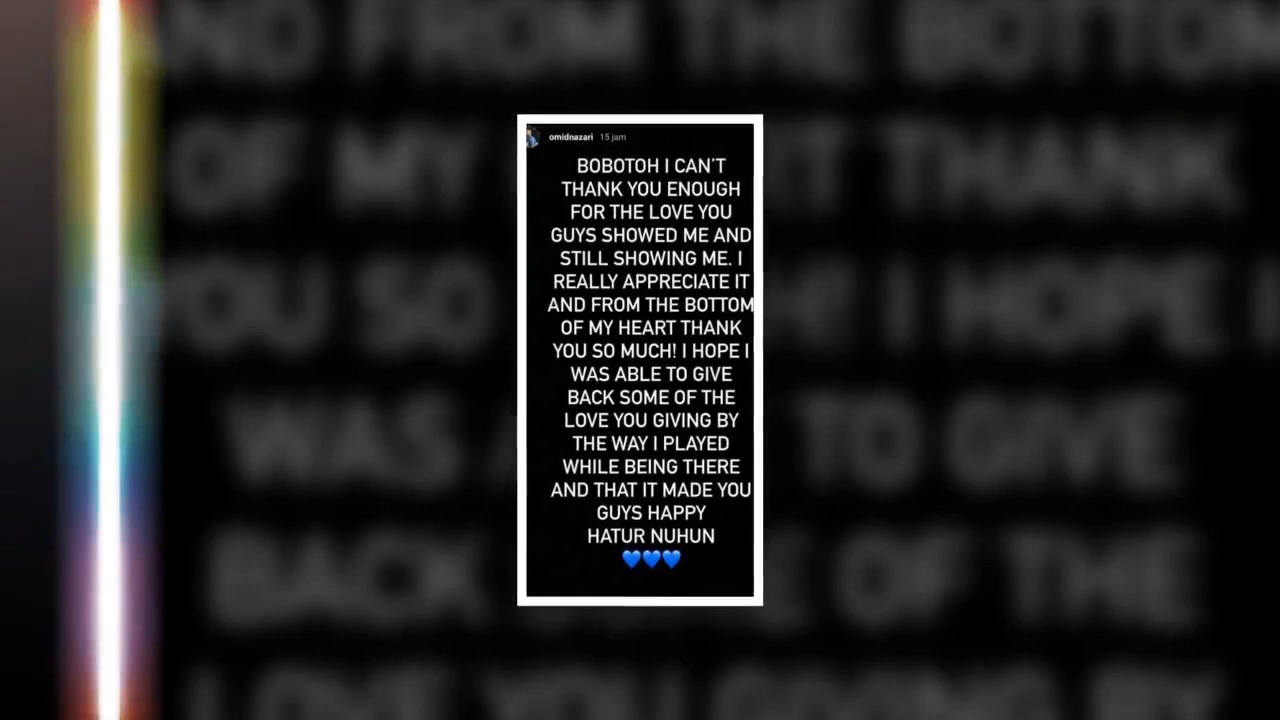 omidnazari 15 jam
BOBOTOH I CAN'T
THANK YOU ENOUGH
FOR THE LOVE YOU
GUYS SHOWED ME AND
STILL SHOWING ME. I
REALLY APPRECIATE IT
AND FROM THE BOTTOM
OF MY HEART THANK
YOU SO MUCH! I HOPE I
WAS ABLE TO GIVE
BACK SOME OF THE
LOVE YOU GIVING BY
THE WAY I PLAYED
WHILE BEING THERE
AND THAT IT MADE YOU
GUYS HAPPY
HATUR NUHUN
💙💙💙